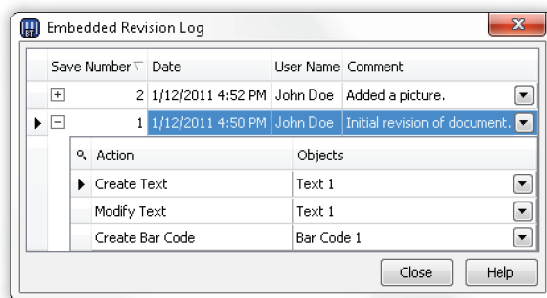 Embedded Revision Log
Save Number Date User Name Comment
2 1/12/2011 4:52 PM John Doe Added a picture.
1 1/12/2011 4:50 PM John Doe Initial revision of document.
Action Objects
Create Text Text 1
Modify Text Text 1
Create Bar Code Bar Code 1
Close Help